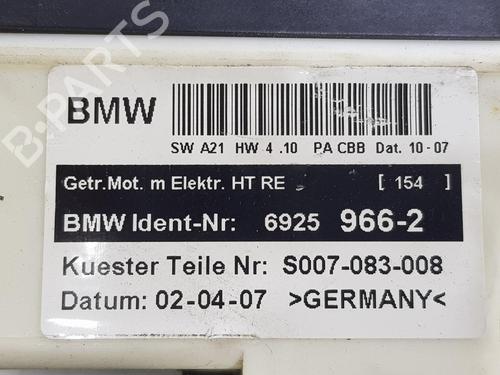 BMW
SW A21 HW 4 .10 PA CBB Dat. 10-07
Getr.Mot. m Elektr. HT RE [ 154 ]
BMW Ident-Nr: 6925 966-2
Kuester Teile Nr: S007-083-008
Datum: 02-04-07 >GERMANY<
B-PARTS